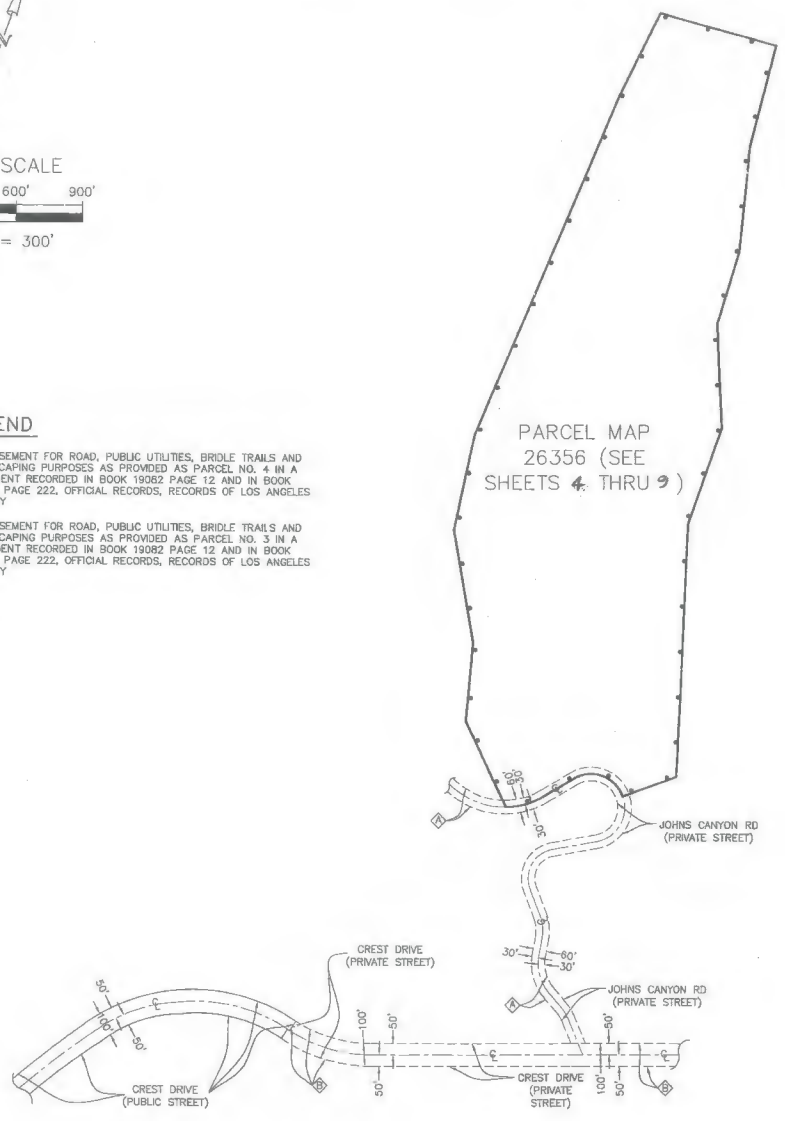 SCALE
600' 900'
= 300'
PARCEL MAP
26356 (SEE
SHEETS 4 THRU 9)
END
SEMENT FOR ROAD, PUBLIC UTILITIES, BRIDLE TRAILS AND
CAPING PURPOSES AS PROVIDED AS PARCEL NO. 4 IN A
ENT RECORDED IN BOOK 19082 PAGE 12 AND IN BOOK
PAGE 222, OFFICIAL RECORDS, RECORDS OF LOS ANGELES
Y
SEMENT FOR ROAD, PUBLIC UTILITIES, BRIDLE TRAILS AND
CAPING PURPOSES AS PROVIDED AS PARCEL NO. 3 IN A
ENT RECORDED IN BOOK 19082 PAGE 12 AND IN BOOK
PAGE 222, OFFICIAL RECORDS, RECORDS OF LOS ANGELES
Y
60'
30'
30'
A
JOHNS CANYON RD
(PRIVATE STREET)
30'
60'
30'
A
JOHNS CANYON RD
(PRIVATE STREET)
CREST DRIVE
(PRIVATE STREET)
50'
100'
50'
100'
50'
50'
B
CREST DRIVE
(PUBLIC STREET)
CREST DRIVE
(PRIVATE
STREET)
100'
50'
50'
B